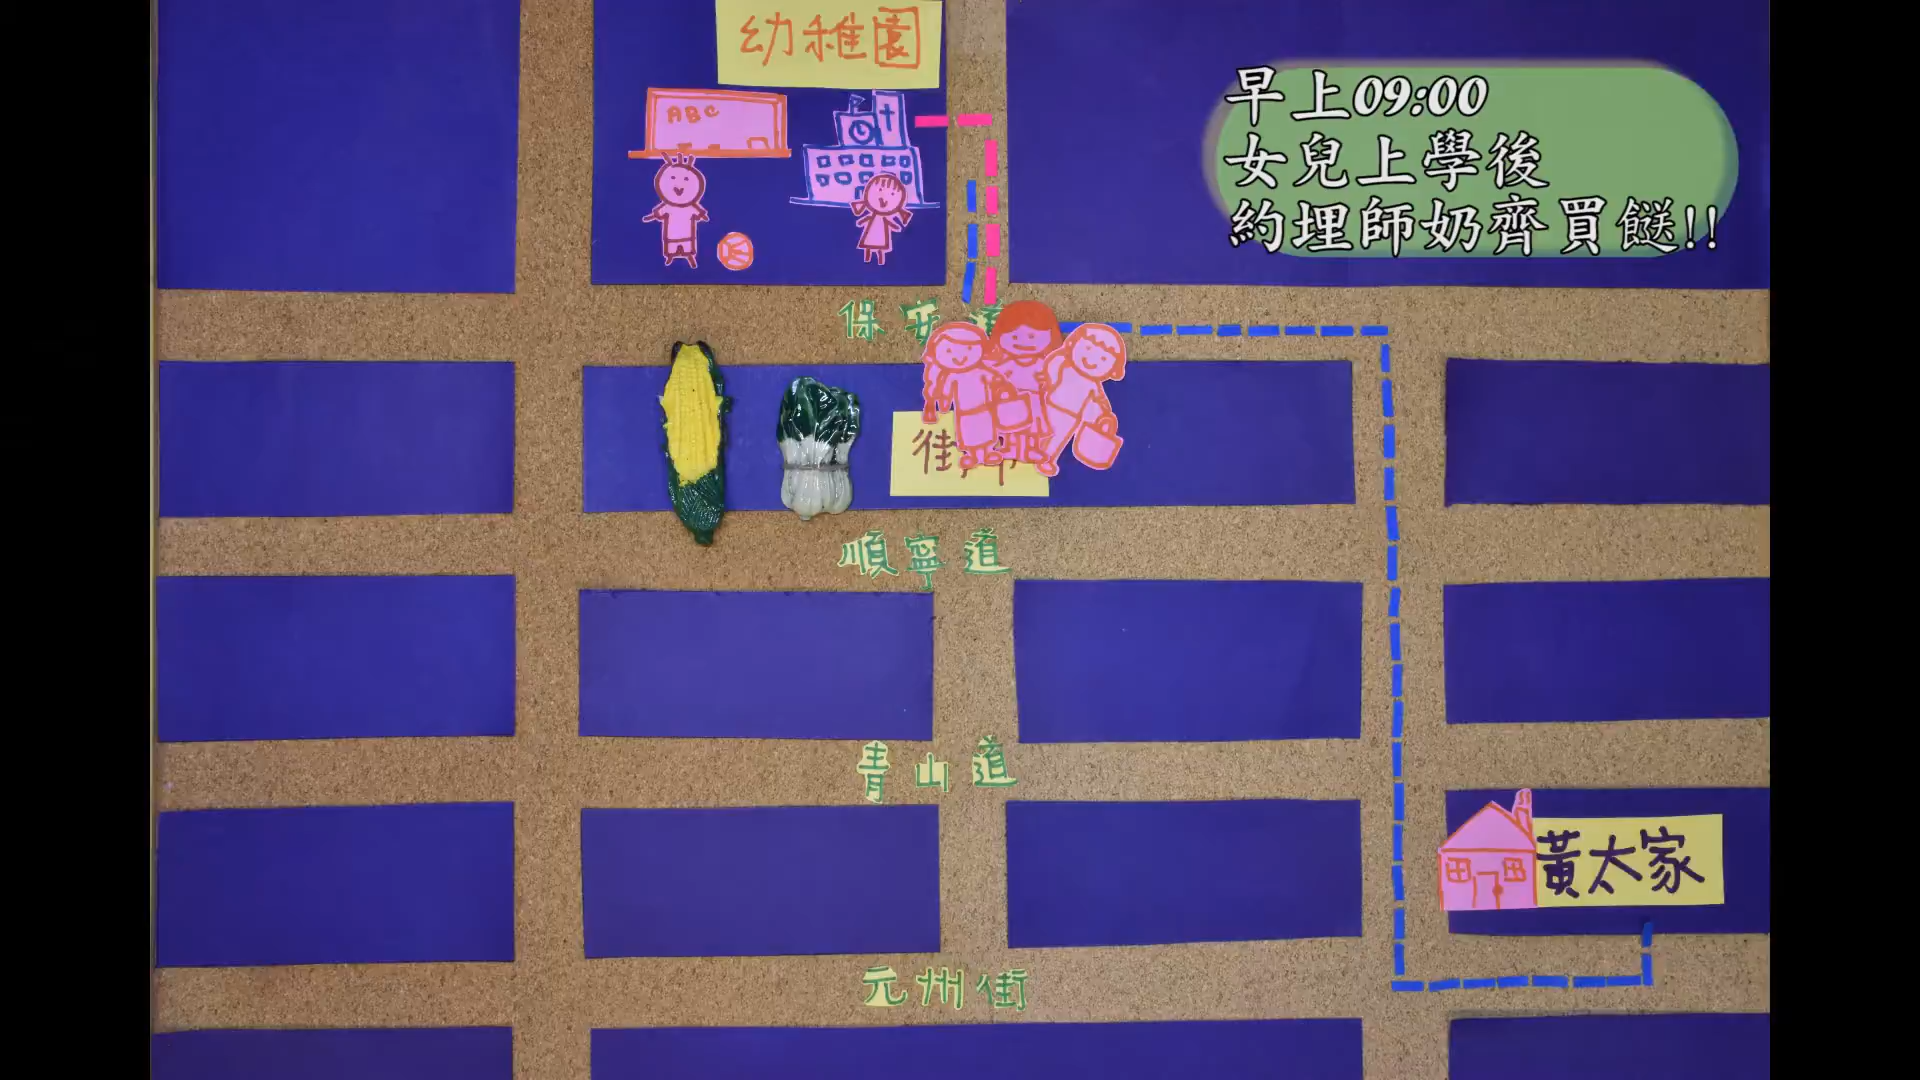 幼稚園
早上09:00
女兒上學後
約埋師奶齊買餸!!
ABC
保安道
街市
順寧道
青山道
黃太家
元州街